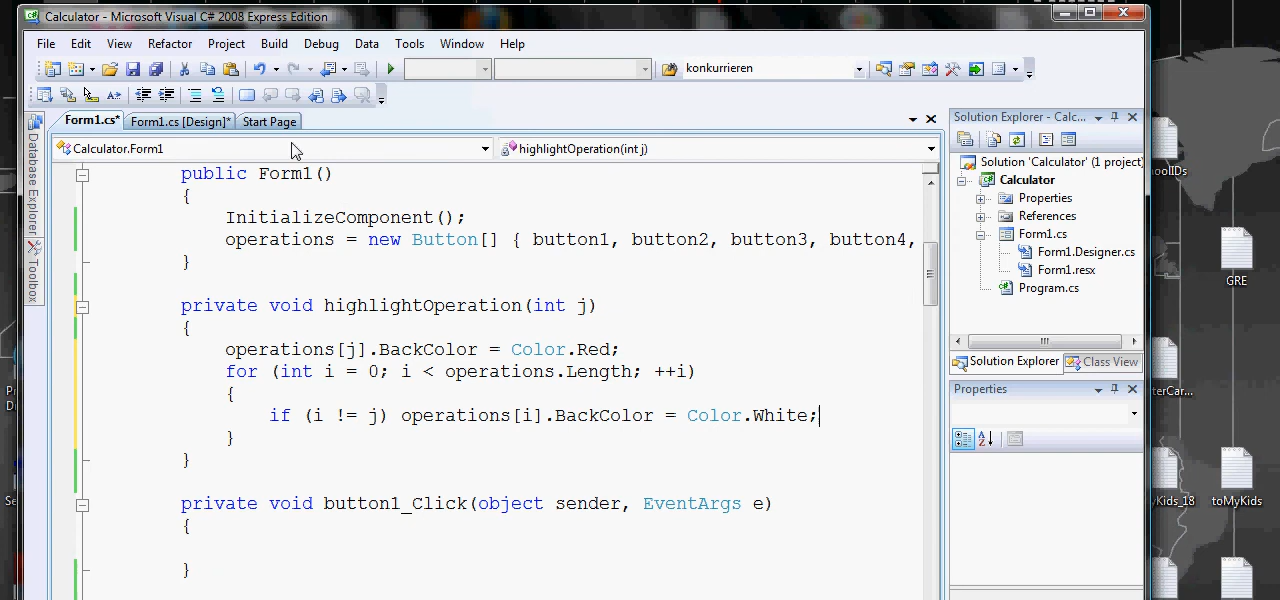 Calculator - Microsoft Visual C# 2008 Express Edition
File Edit View Refactor Project Build Debug Data Tools Window Help
konkurrieren
Form1.cs* Form1.cs [Design]* Start Page
Calculator.Form1 highlightOperation(int j)
Database Explorer
Toolbox
public Form1()
{
InitializeComponent();
operations = new Button[] { button1, button2, button3, button4,
}
private void highlightOperation(int j)
{
operations[j].BackColor = Color.Red;
for (int i = 0; i < operations.Length; ++i)
{
if (i != j) operations[i].BackColor = Color.White;
}
}
private void button1_Click(object sender, EventArgs e)
{
}
Solution Explorer - Calc...
Solution 'Calculator' (1 project)
Calculator
Properties
References
Form1.cs
Form1.Designer.cs
Form1.resx
Program.cs
Solution Explorer Class View
Properties
oolIDs
GRE
terCar...
yKids_18
toMyKids